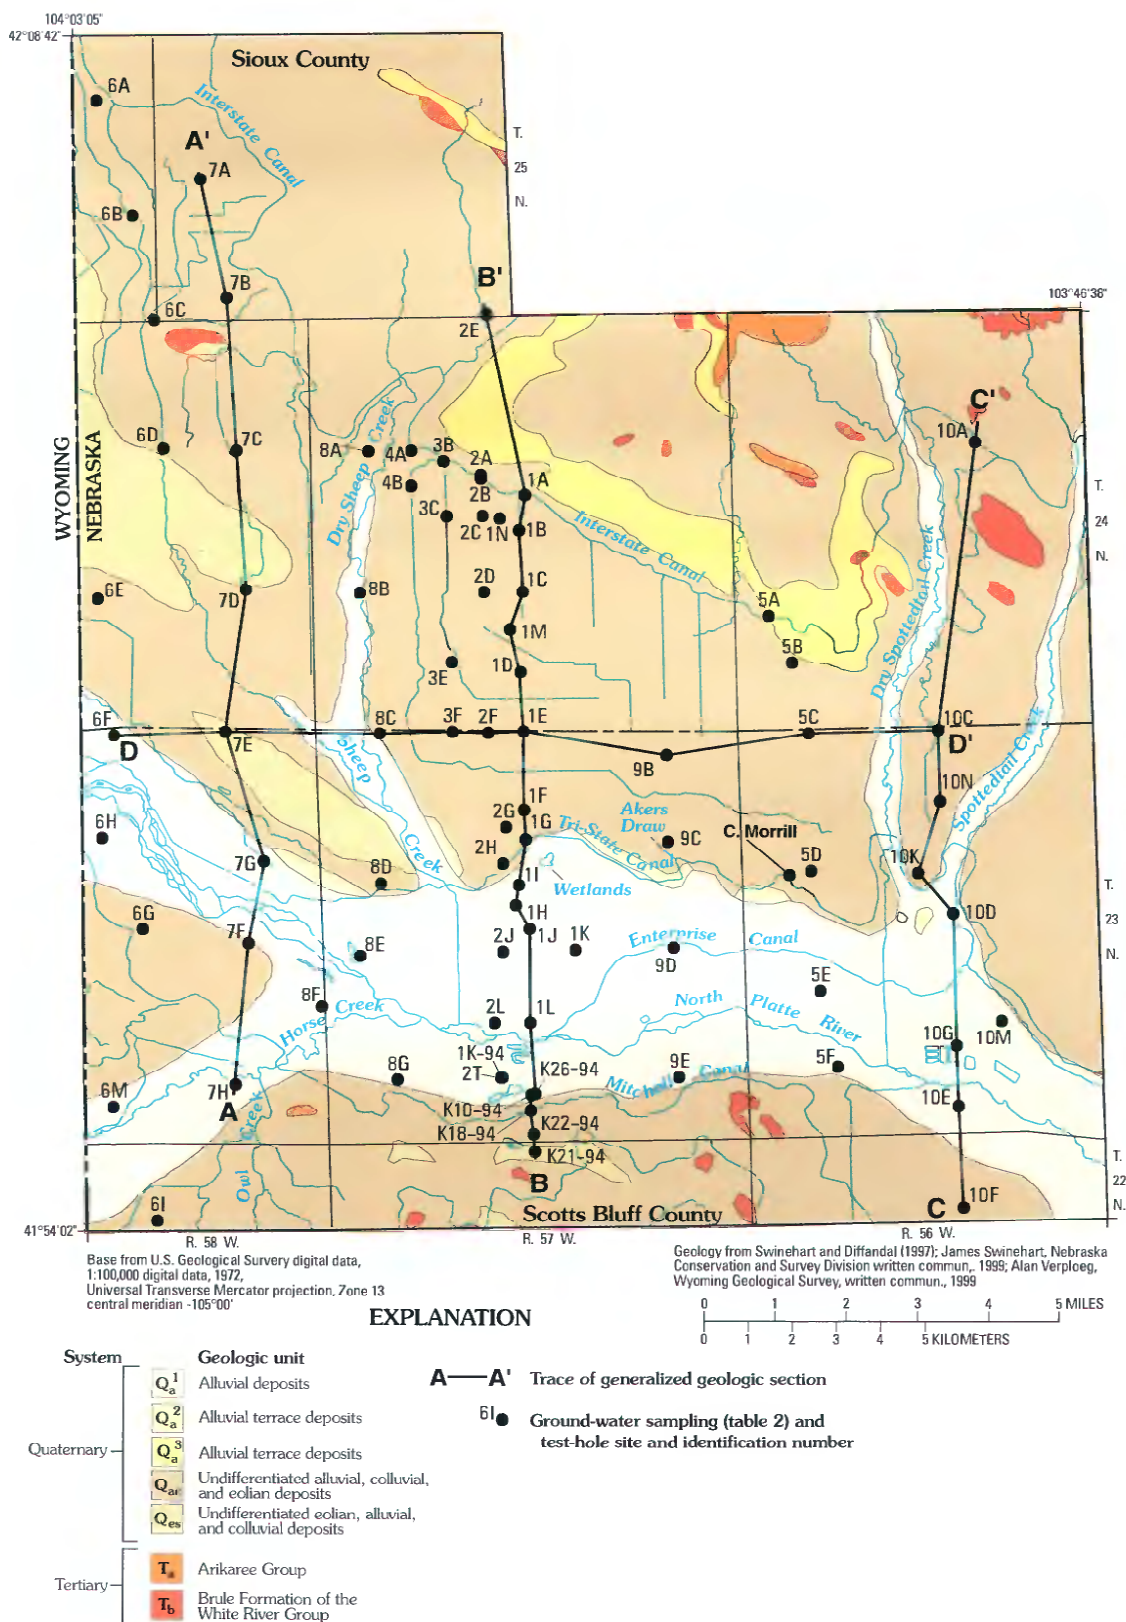 104°03'05"
42°08'42"
Sioux County
6A
Interstate Canal
A'
7A
T.
25
N.
6B
7B
B'
103°46'36"
6C
2E
C'
10A
WYOMING
NEBRASKA
6D
7C
8A
Dry Sheep Creek
4A
3B
2A
4B
2B
1A
3C
2C
1N
1B
Interstate Canal
T.
24
N.
6E
7D
8B
2D
1C
5A
Dry Spottedtail Creek
1M
3E
1D
5B
6F
D
7E
8C
3F
2F
1E
5C
10C
D'
Sheep
Creek
9B
10N
Spottedtail Creek
6H
1F
2G
1G
Akers
Draw
Tri-State Canal
9C
C. Morrill
7G
2H
8D
5D
10K
1I
Wetlands
T.
23
N.
6G
7F
1H
10D
8E
2J
1J
1K
Enterprise Canal
9D
5E
8F
Horse Creek
2L
1L
North Platte River
10G
10M
1K-94
2T
K26-94
8G
9E
5F
Mitchell Canal
6M
7H
A
K10-94
K22-94
K18-94
10E
K21-94
Owl Creek
B
6I
Scotts Bluff County
C
10F
T.
22
N.
41°54'02"
R. 58 W.
R. 57 W.
R. 56 W.
Base from U.S. Geological Survery digital data,
1:100,000 digital data, 1972,
Universal Transverse Mercator projection, Zone 13
central meridian -105°00'
Geology from Swinehart and Diffandal (1997); James Swinehart, Nebraska
Conservation and Survey Division written commun,. 1999; Alan Verploeg,
Wyoming Geological Survey, written commun., 1999
0 1 2 3 4 5 MILES
0 1 2 3 4 5 KILOMETERS
EXPLANATION
System
Geologic unit
Quaternary
Qa1 Alluvial deposits
Qa2 Alluvial terrace deposits
Qa3 Alluvial terrace deposits
Undifferentiated alluvial, colluvial,
and eolian deposits
Qes Undifferentiated eolian, alluvial,
and colluvial deposits
Tertiary
Ta Arikaree Group
Tb Brule Formation of the
White River Group
A A' Trace of generalized geologic section
6I Ground-water sampling (table 2) and
test-hole site and identification number